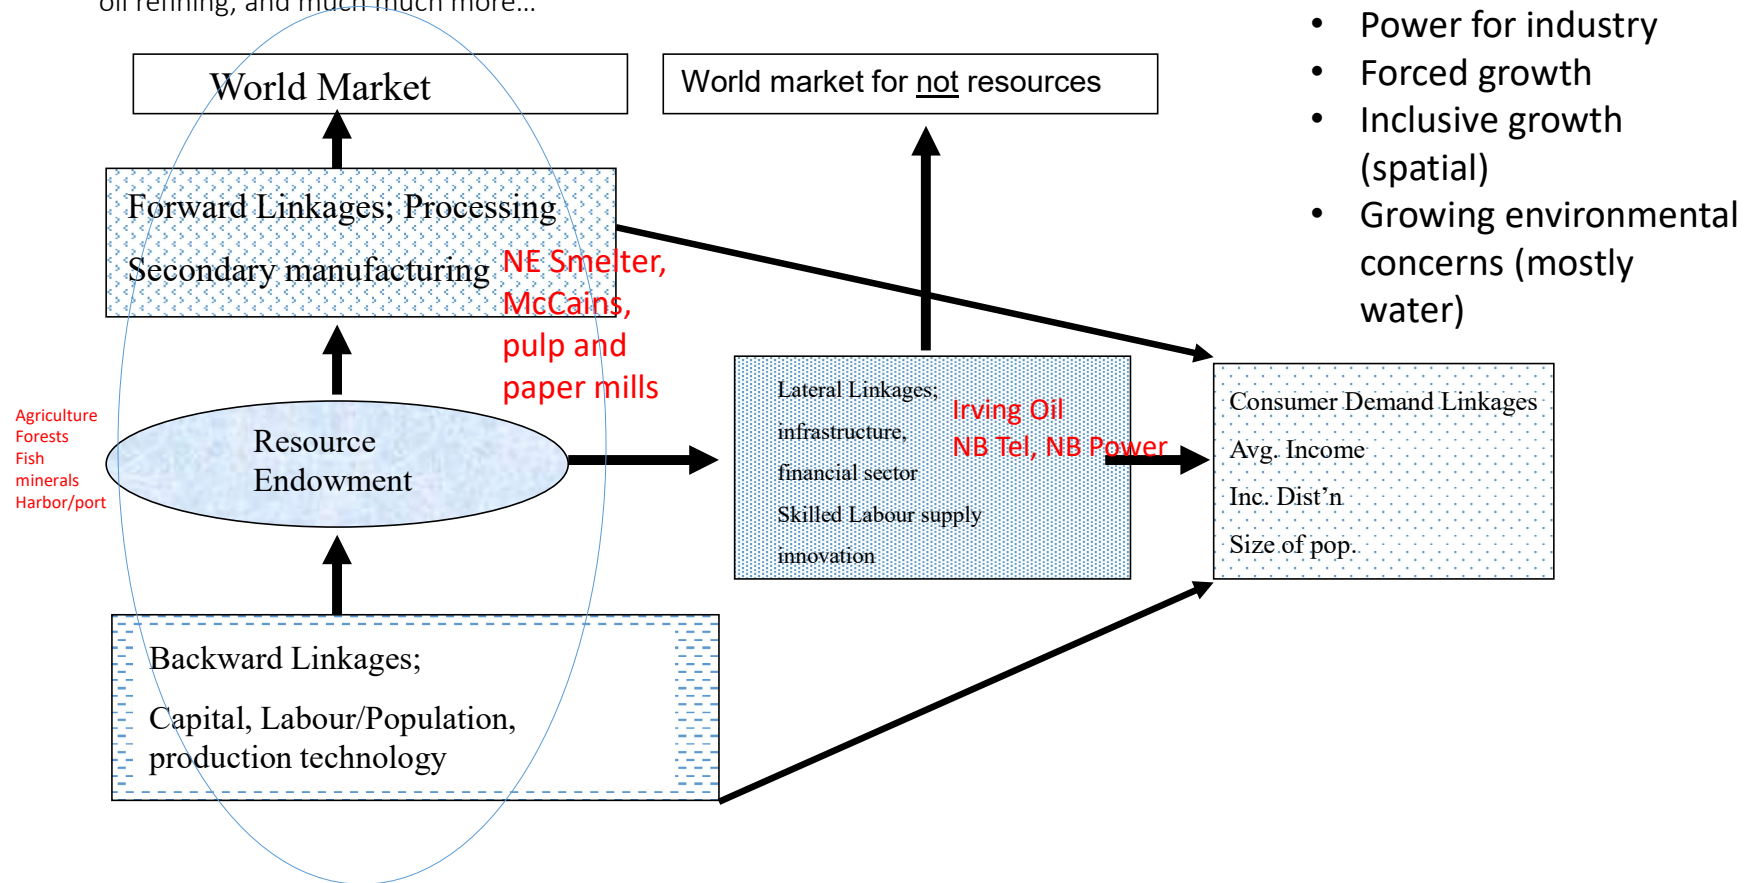 oil refining, and much much more...
• Power for industry
• Forced growth
• Inclusive growth
(spatial)
• Growing environmental
concerns (mostly
water)
World Market
World market for not resources
Forward Linkages; Processing
Secondary manufacturing
NE Smelter,
McCains,
pulp and
paper mills
Agriculture
Forests
Fish
minerals
Harbor/port
Resource
Endowment
Lateral Linkages;
infrastructure,
financial sector
Skilled Labour supply
innovation
Irving Oil
NB Tel, NB Power
Consumer Demand Linkages
Avg. Income
Inc. Dist’n
Size of pop.
Backward Linkages;
Capital, Labour/Population,
production technology